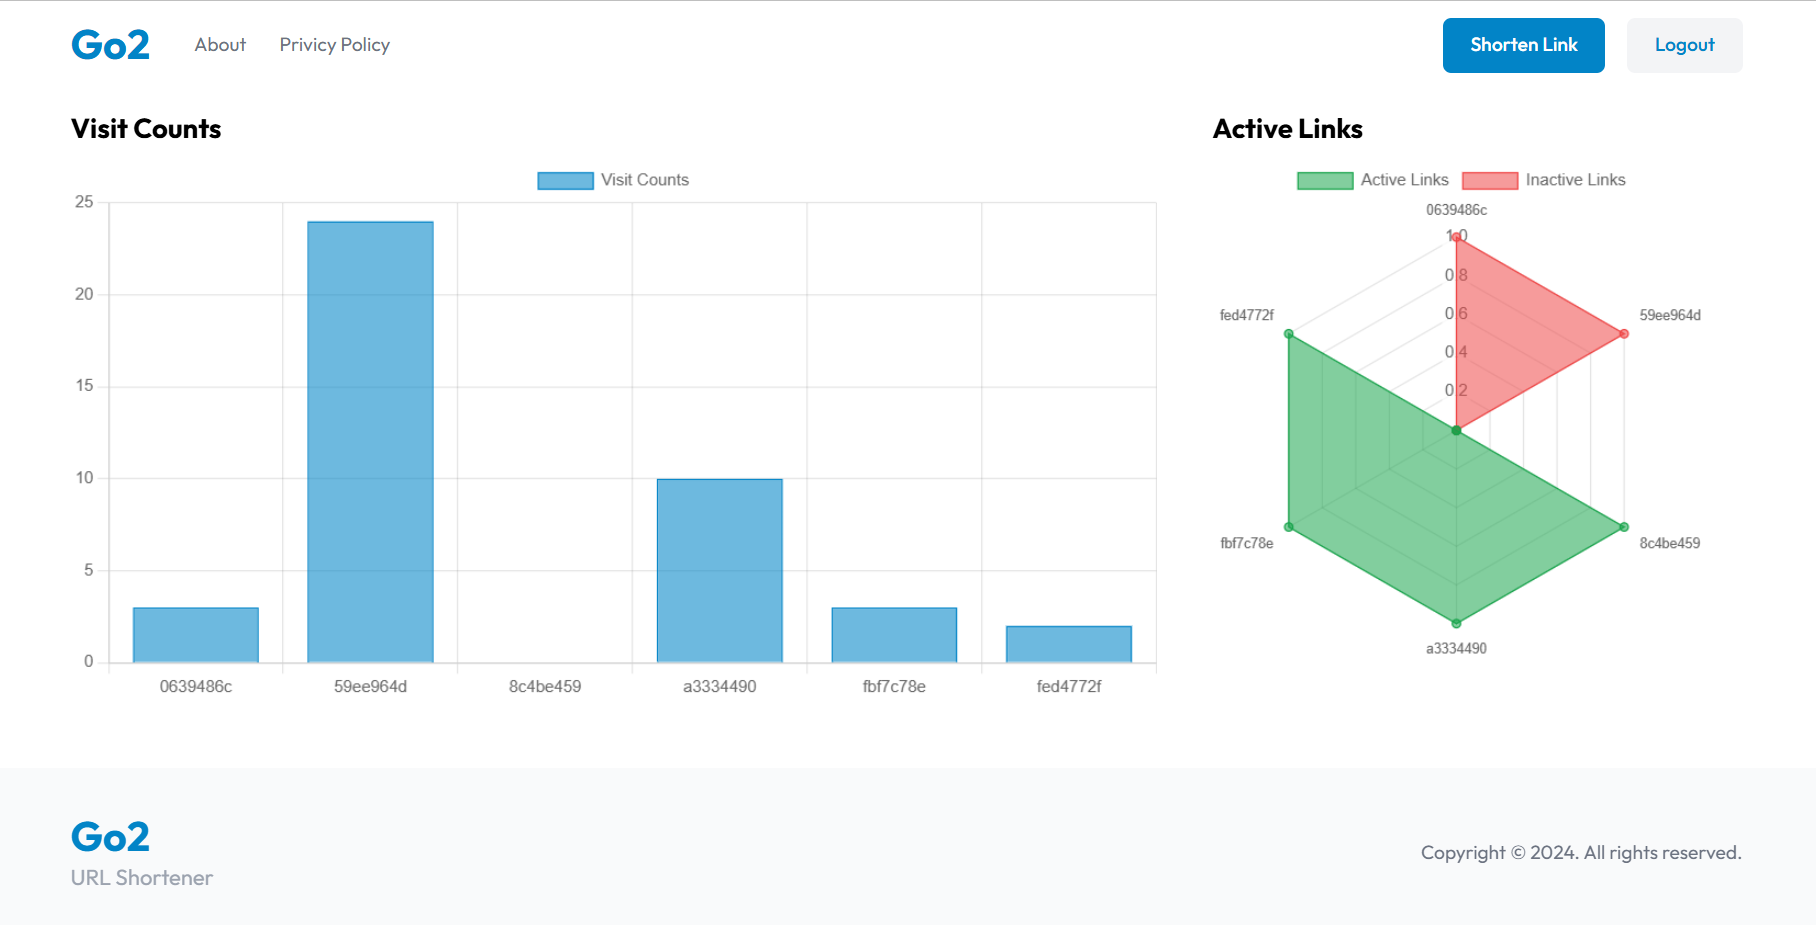 Go2 About Privicy Policy Shorten Link Logout
Visit Counts
Visit Counts
25
20
15
10
5
0
0639486c 59ee964d 8c4be459 a3334490 fbf7c78e fed4772f
Active Links
Active Links Inactive Links
0639486c
1.0
0.8
0.6
0.4
0.2
fed4772f 59ee964d
fbf7c78e 8c4be459
a3334490
Go2
URL Shortener
Copyright © 2024. All rights reserved.